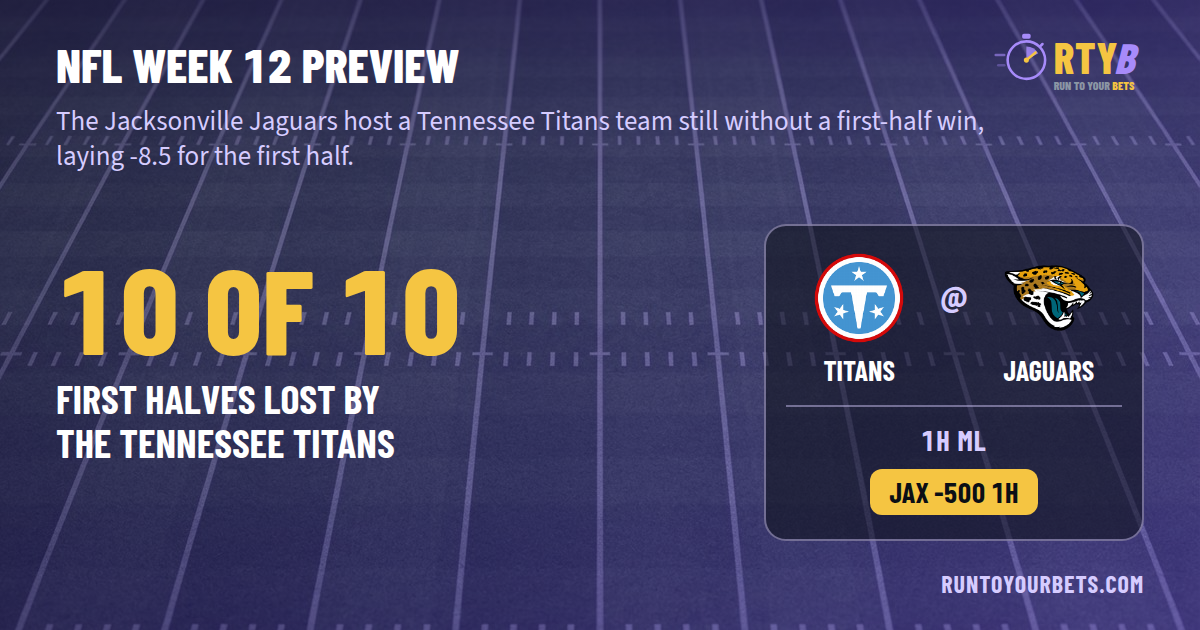 NFL WEEK 12 PREVIEW
RTYB
RUN TO YOUR BETS
The Jacksonville Jaguars host a Tennessee Titans team still without a first-half win,
laying -8.5 for the first half.
10 OF 10
FIRST HALVES LOST BY
THE TENNESSEE TITANS
T
@
TITANS
JAGUARS
1H ML
JAX -500 1H
RUNTOYOURBETS.COM